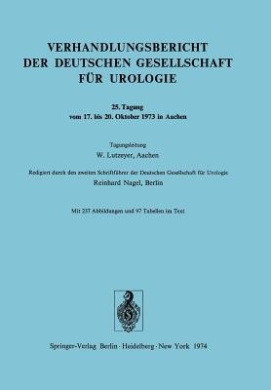 VERHANDLUNGSBERICHT
DER DEUTSCHEN GESELLSCHAFT
FÜR UROLOGIE
25. Tagung
vom 17. bis 20. Oktober 1973 in Aachen
Tagungsleitung
W. Lutzeyer, Aachen
Redigiert durch den zweiten Schriftführer der Deutschen Gesellschaft für Urologie
Reinhard Nagel, Berlin
Mit 237 Abbildungen und 97 Tabellen im Text
Springer-Verlag Berlin · Heidelberg · New York 1974